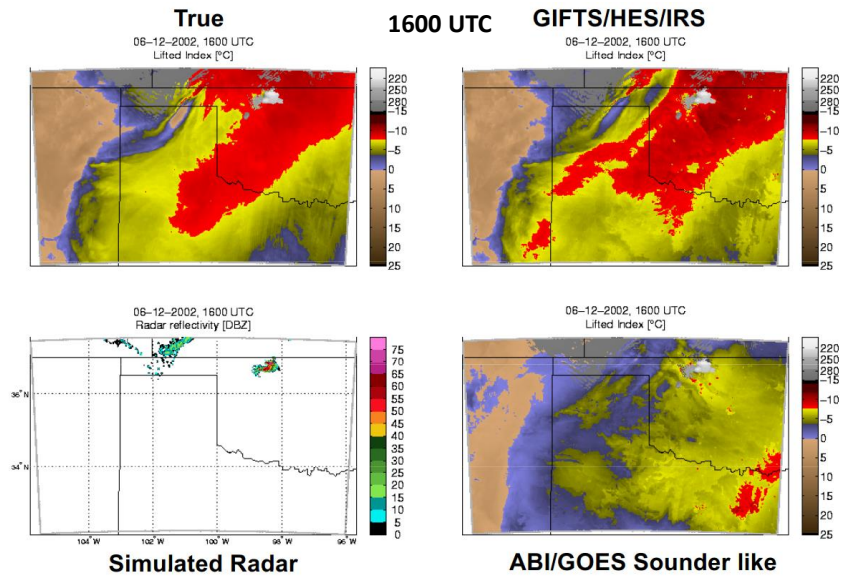 True
1600 UTC
GIFTS/HES/IRS
06–12–2002, 1600 UTC
Lifted Index [°C]
220
250
280
−15
−10
−5
0
5
10
15
20
25
06–12–2002, 1600 UTC
Lifted Index [°C]
220
250
280
−15
−10
−5
0
5
10
15
20
25
06–12–2002, 1600 UTC
Radar reflectivity [DBZ]
36° N
34° N
104° W
102° W
100° W
98° W
96° W
75
70
65
60
55
50
45
40
35
30
25
20
15
10
5
0
06–12–2002, 1600 UTC
Lifted Index [°C]
220
250
280
−15
−10
−5
0
5
10
15
20
25
Simulated Radar
ABI/GOES Sounder like